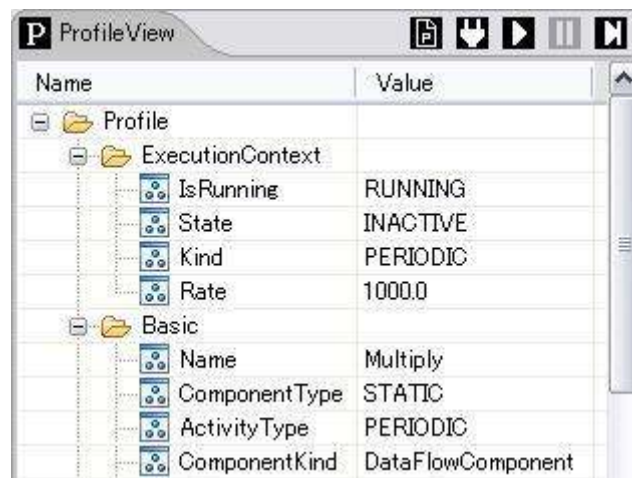 P ProfileView
Name Value
Profile
ExecutionContext
IsRunning RUNNING
State INACTIVE
Kind PERIODIC
Rate 1000.0
Basic
Name Multiply
ComponentType STATIC
ActivityType PERIODIC
ComponentKind DataFlowComponent